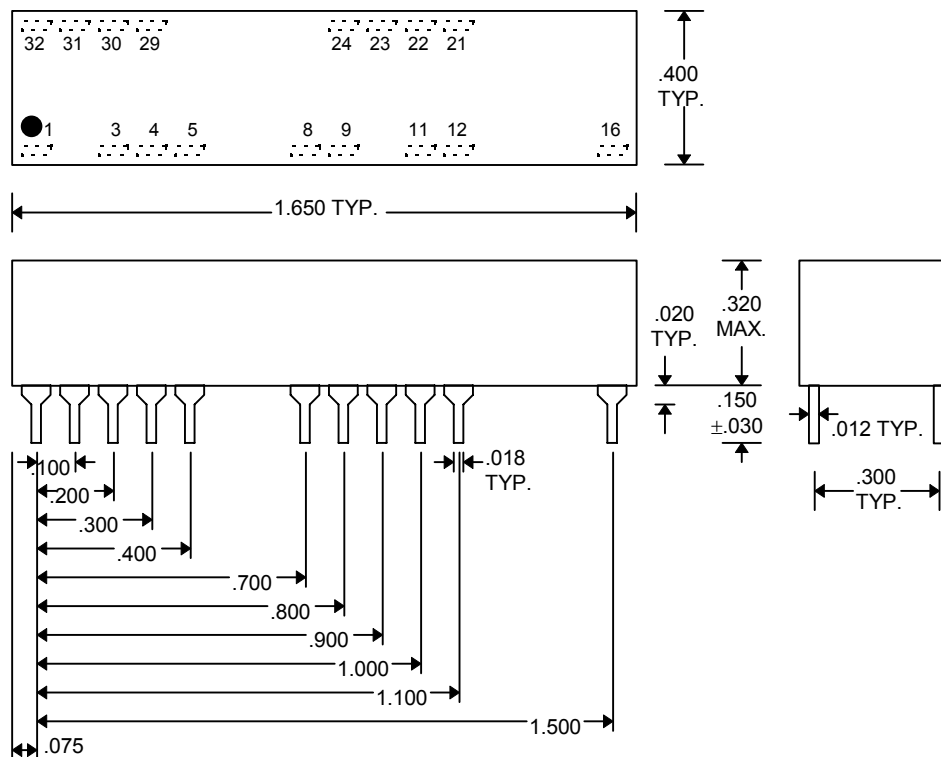 32 31 30 29 24 23 22 21
.400
TYP.
1 3 4 5 8 9 11 12 16
1.650 TYP.
.020
TYP.
.320
MAX.
.150
±.030
.012 TYP.
.100
.018
TYP.
.300
TYP.
.200
.300
.400
.700
.800
.900
1.000
1.100
1.500
.075